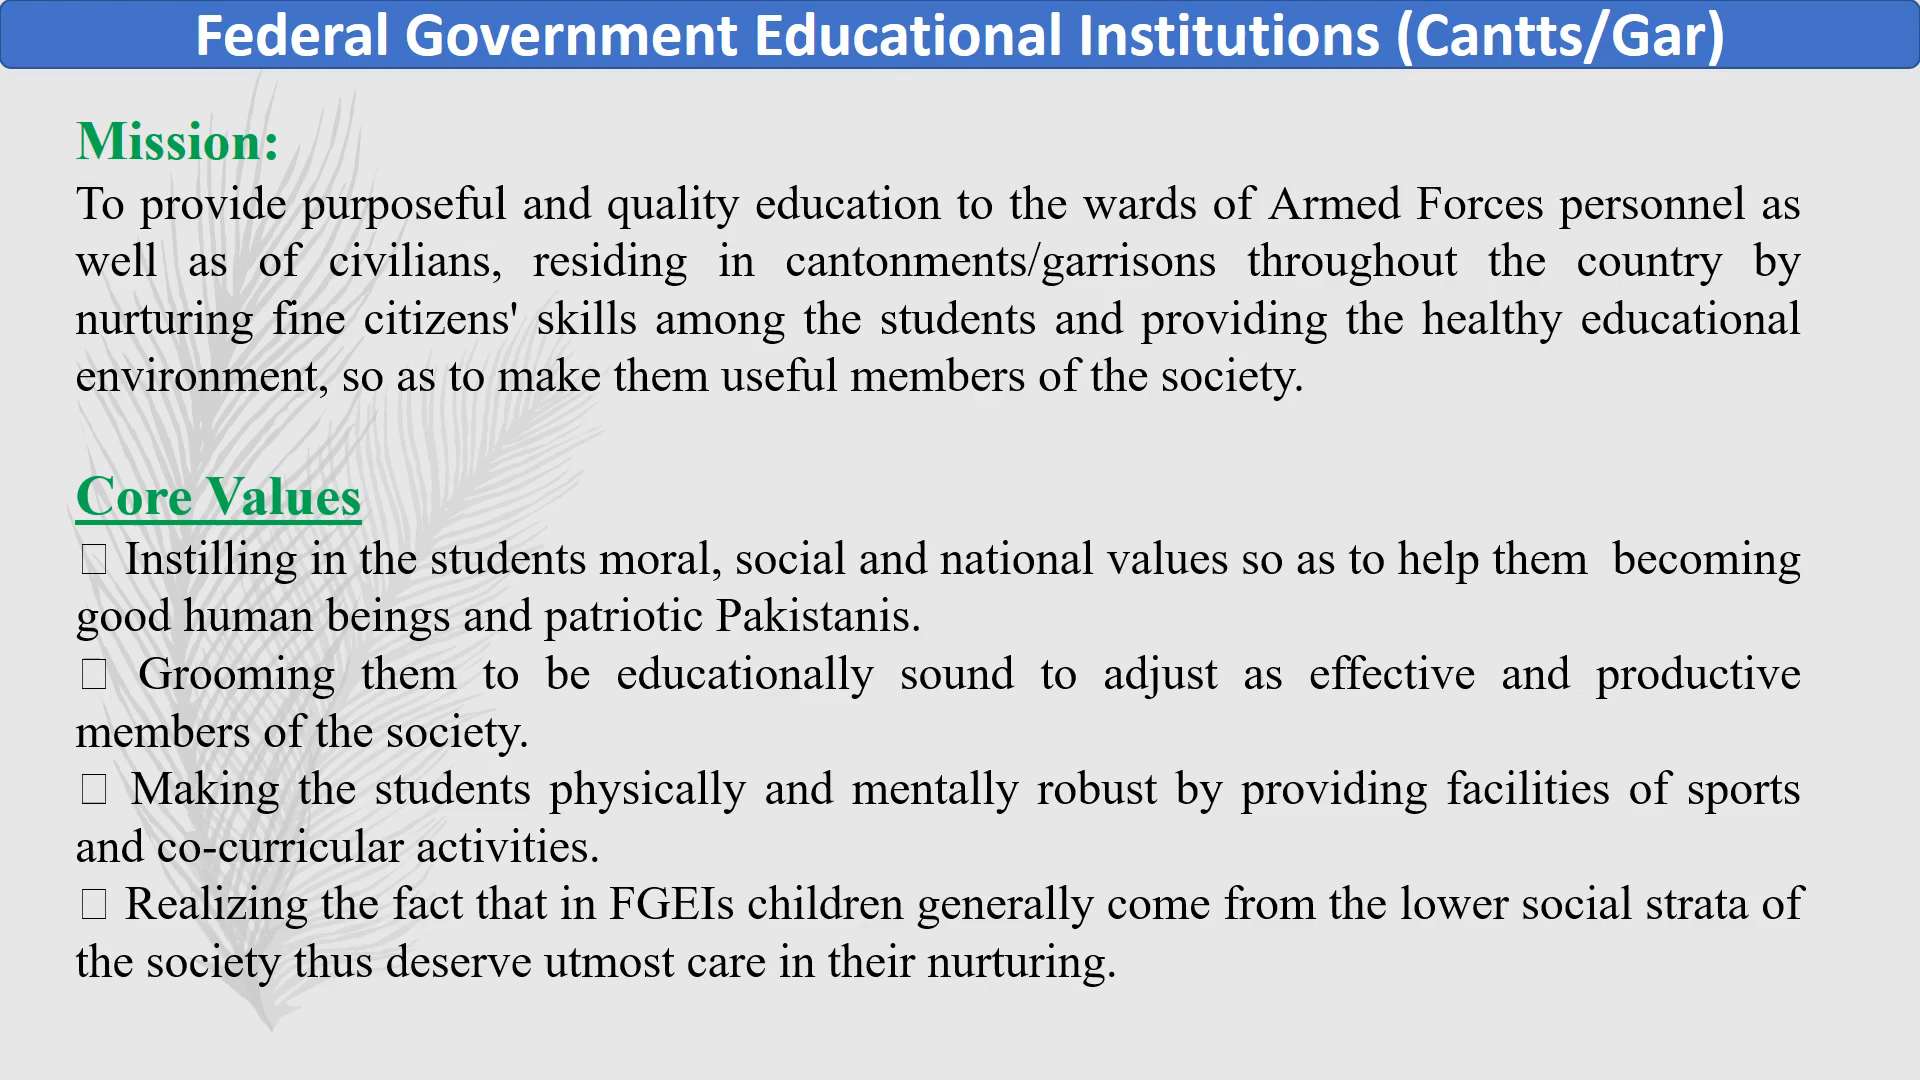 Federal Government Educational Institutions (Cantts/Gar)
Mission:
To provide purposeful and quality education to the wards of Armed Forces personnel as
well as of civilians, residing in cantonments/garrisons throughout the country by
nurturing fine citizens' skills among the students and providing the healthy educational
environment, so as to make them useful members of the society.
Core Values
 Instilling in the students moral, social and national values so as to help them  becoming
good human beings and patriotic Pakistanis.
 Grooming them to be educationally sound to adjust as effective and productive
members of the society.
 Making the students physically and mentally robust by providing facilities of sports
and co-curricular activities.
 Realizing the fact that in FGEIs children generally come from the lower social strata of
the society thus deserve utmost care in their nurturing.